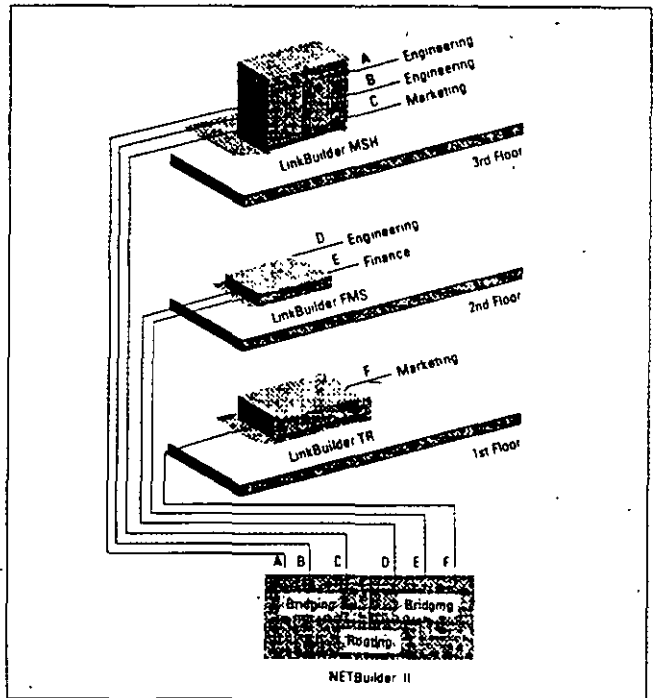 A Engineering
B Engineering
C Marketing
LinkBuilder MSH
3rd Floor
D Engineering
E Finance
LinkBuilder FMS
2nd Floor
F Marketing
LinkBuilder TR
1st Floor
A B C D E F
Bridging Bridging
Routing
NETBuilder II